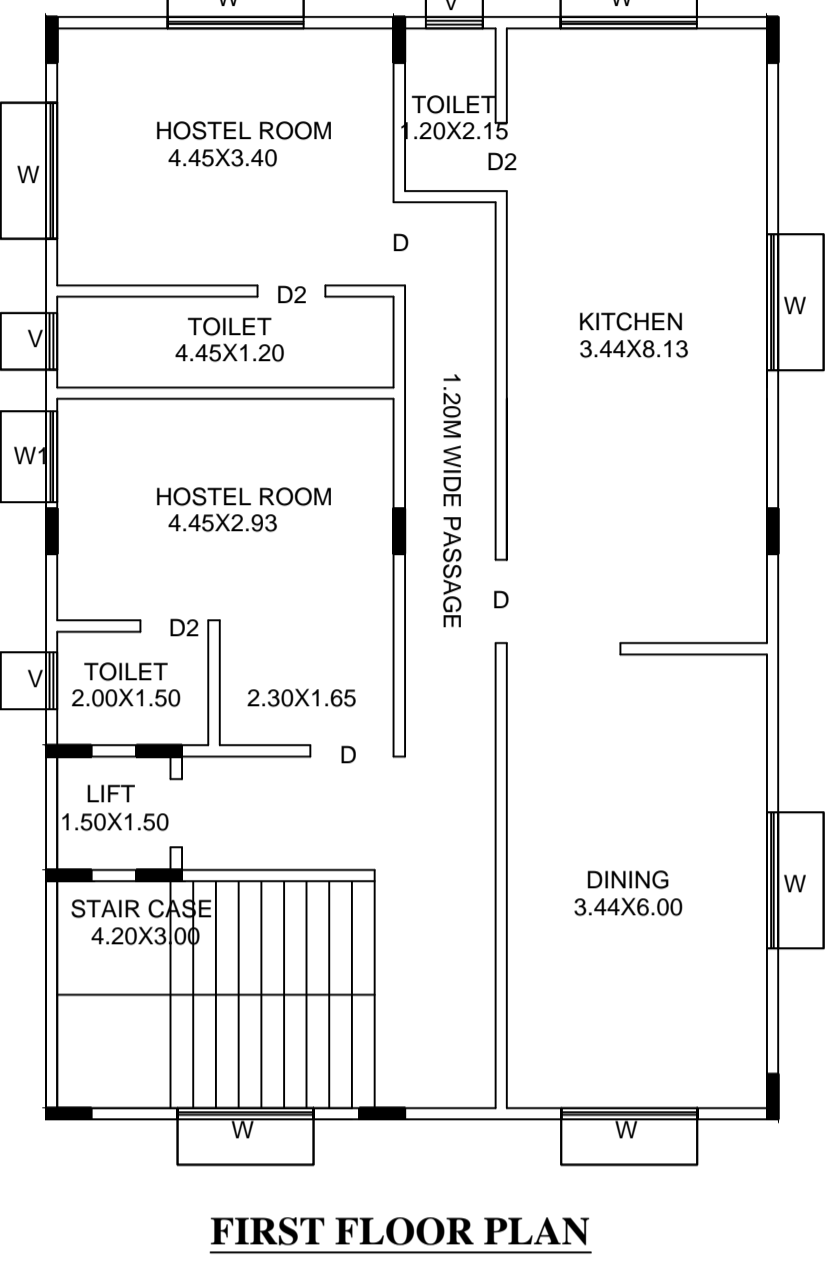 W
V
W
TOILET
1.20X2.15
HOSTEL ROOM
4.45X3.40
D2
W
D
D2
W
TOILET
4.45X1.20
V
KITCHEN
3.44X8.13
1.20M WIDE PASSAGE
W1
HOSTEL ROOM
4.45X2.93
D
D2
TOILET
2.00X1.50
V
2.30X1.65
D
LIFT
1.50X1.50
DINING
3.44X6.00
W
STAIR CASE
4.20X3.00
W
W
FIRST FLOOR PLAN